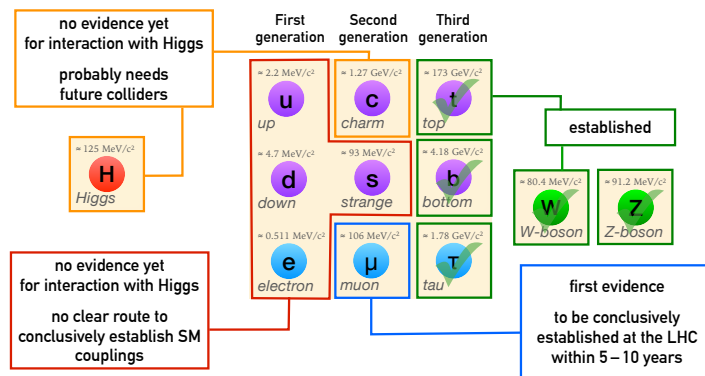 no evidence yet
for interaction with Higgs
probably needs
future colliders
First
generation
Second
generation
Third
generation
≈ 2.2 MeV/c²
u
up
≈ 1.27 GeV/c²
c
charm
≈ 173 GeV/c²
t
top
established
≈ 125 MeV/c²
H
Higgs
≈ 4.7 MeV/c²
d
down
≈ 93 MeV/c²
s
strange
≈ 4.18 GeV/c²
b
bottom
≈ 80.4 MeV/c²
W
W-boson
≈ 91.2 MeV/c²
Z
Z-boson
≈ 0.511 MeV/c²
e
electron
≈ 106 MeV/c²
μ
muon
≈ 1.78 GeV/c²
τ
tau
no evidence yet
for interaction with Higgs
no clear route to
conclusively establish SM
couplings
first evidence
to be conclusively
established at the LHC
within 5 – 10 years